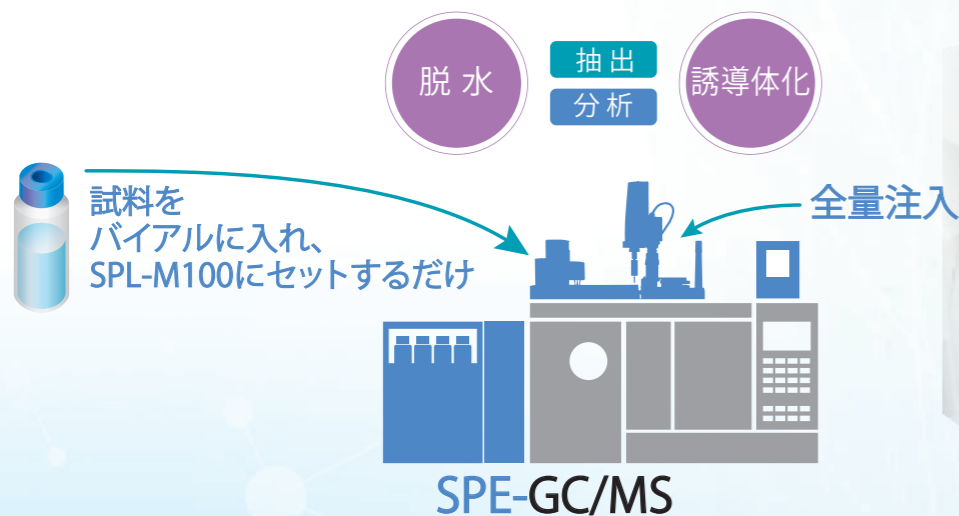 脱水
抽出
分析
誘導体化
試料を
バイアルに入れ、
SPL-M100にセットするだけ
全量注入
SPE-GC/MS